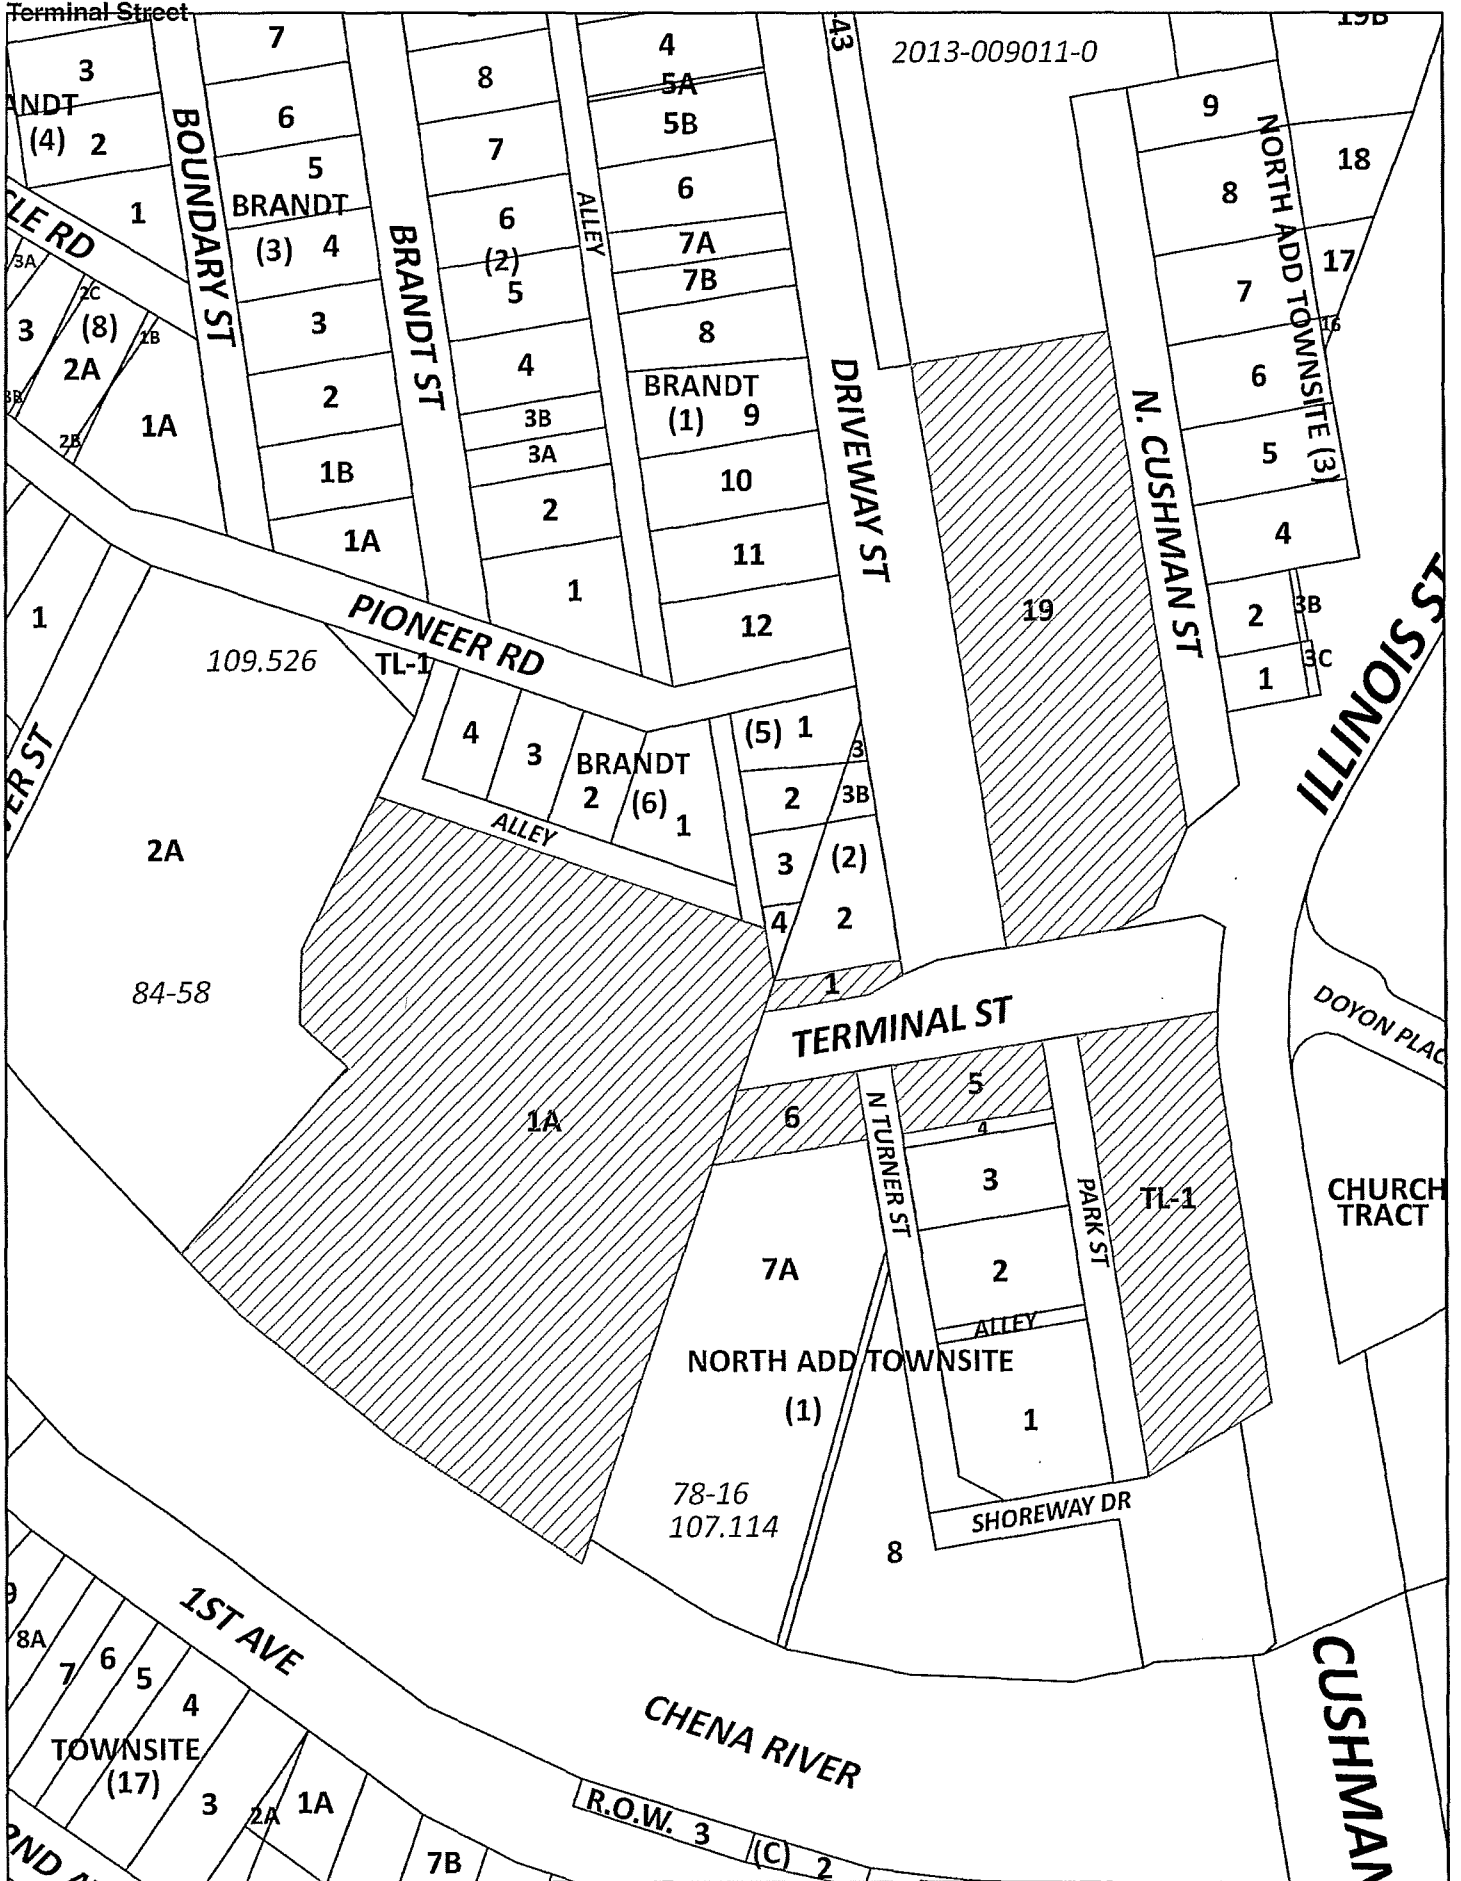 Terminal Street
7
4
43
2013-009011-0
19B
3
8
5A
9
ANDT
(4)
2
6
5B
7
18
5
1
BRANDT
6
6
8
CLE RD
(3)
4
(2)
7A
17
3A
5
7B
7
2C
3
(8)
1B
3
8
16
2A
4
BRANDT
6
3B
2
(1)
9
3B
1A
3A
5
2B
1B
10
2
4
1A
11
1
12
19
2
3B
3C
1
BOUNDARY ST
BRANDT ST
ALLEY
DRIVEWAY ST
N. CUSHMAN ST
NORTH ADD TOWNSITE (3)
ILLINOIS ST
1
PIONEER RD
109.526
TL-1
4
3
BRANDT
2
(6)
1
ALLEY
(5)
1
3
2
3B
3
(2)
4
2
1
2A
84-58
1A
TERMINAL ST
DOYON PLAC
5
6
4
3
N TURNER ST
PARK ST
TL-1
CHURCH
TRACT
7A
2
ALLEY
NORTH ADD TOWNSITE
(1)
1
78-16
107.114
8
SHOREWAY DR
1ST AVE
9
8A
7
6
5
4
TOWNSITE
(17)
3
2A
1A
7B
CHENA RIVER
R.O.W.
3
(C)
2
CUSHMAN
2ND A